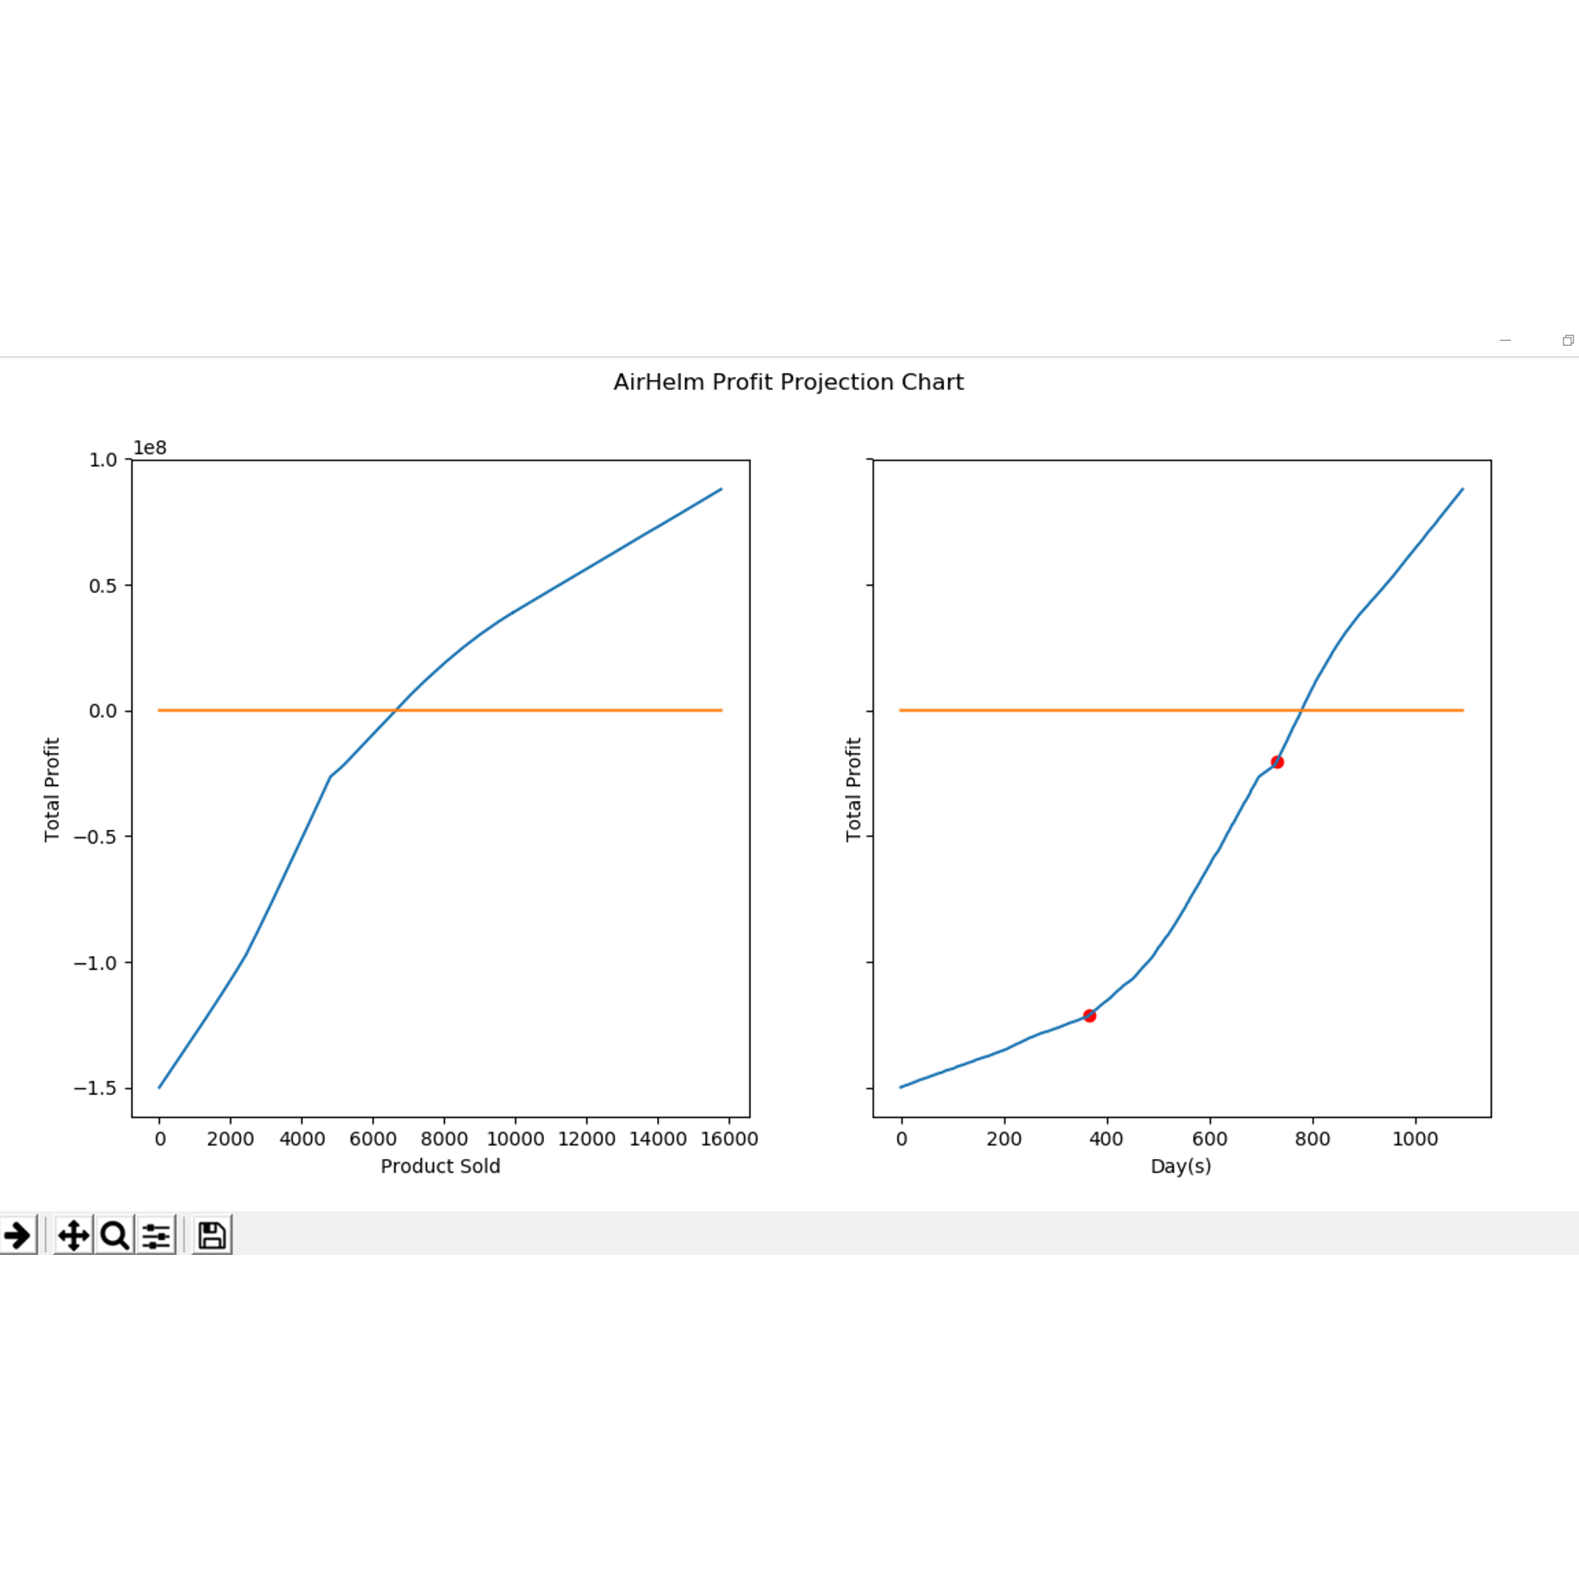 AirHelm Profit Projection Chart
1e8
1.0
0.5
0.0
−0.5
−1.0
−1.5
Total Profit
0 2000 4000 6000 8000 10000 12000 14000 16000
Product Sold
Total Profit
0 200 400 600 800 1000
Day(s)